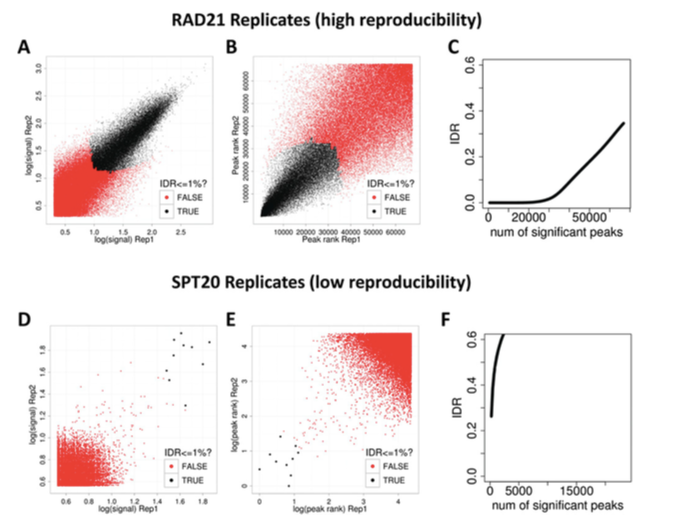 RAD21 Replicates (high reproducibility)
A
B
C
log(signal) Rep2
3.0
2.5
2.0
1.5
1.0
0.5
IDR<=1%?
FALSE
TRUE
0.5 1.0 1.5 2.0 2.5
log(signal) Rep1
Peak rank Rep2
60000
50000
40000
30000
20000
10000
IDR<=1%?
FALSE
TRUE
10000 20000 30000 40000 50000 60000
Peak rank Rep1
IDR
0.6
0.4
0.2
0.0
0 20000 50000
num of significant peaks
SPT20 Replicates (low reproducibility)
D
E
F
log(signal) Rep2
1.8
1.6
1.4
1.2
1.0
0.8
0.6
IDR<=1%?
FALSE
TRUE
0.6 0.8 1.0 1.2 1.4 1.6 1.8
log(signal) Rep1
log(peak rank) Rep2
4
3
2
1
0
IDR<=1%?
FALSE
TRUE
0 1 2 3 4
log(peak rank) Rep1
IDR
0.6
0.4
0.2
0.0
0 5000 15000
num of significant peaks